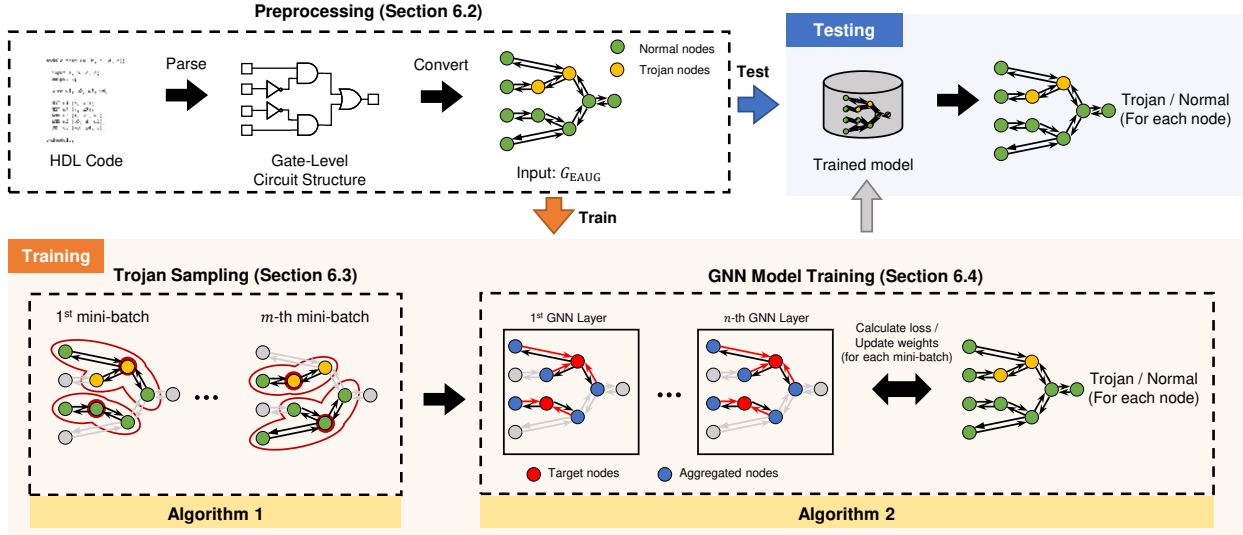 Preprocessing (Section 6.2)
Parse
Convert
HDL Code
Gate-Level
Circuit Structure
Input: G_EAUG
Normal nodes
Trojan nodes
Test
Train
Testing
Trained model
Trojan / Normal
(For each node)
Training
Trojan Sampling (Section 6.3)
1st mini-batch
m-th mini-batch
Algorithm 1
GNN Model Training (Section 6.4)
1st GNN Layer
n-th GNN Layer
Target nodes
Aggregated nodes
Calculate loss /
Update weights
(for each mini-batch)
Trojan / Normal
(For each node)
Algorithm 2